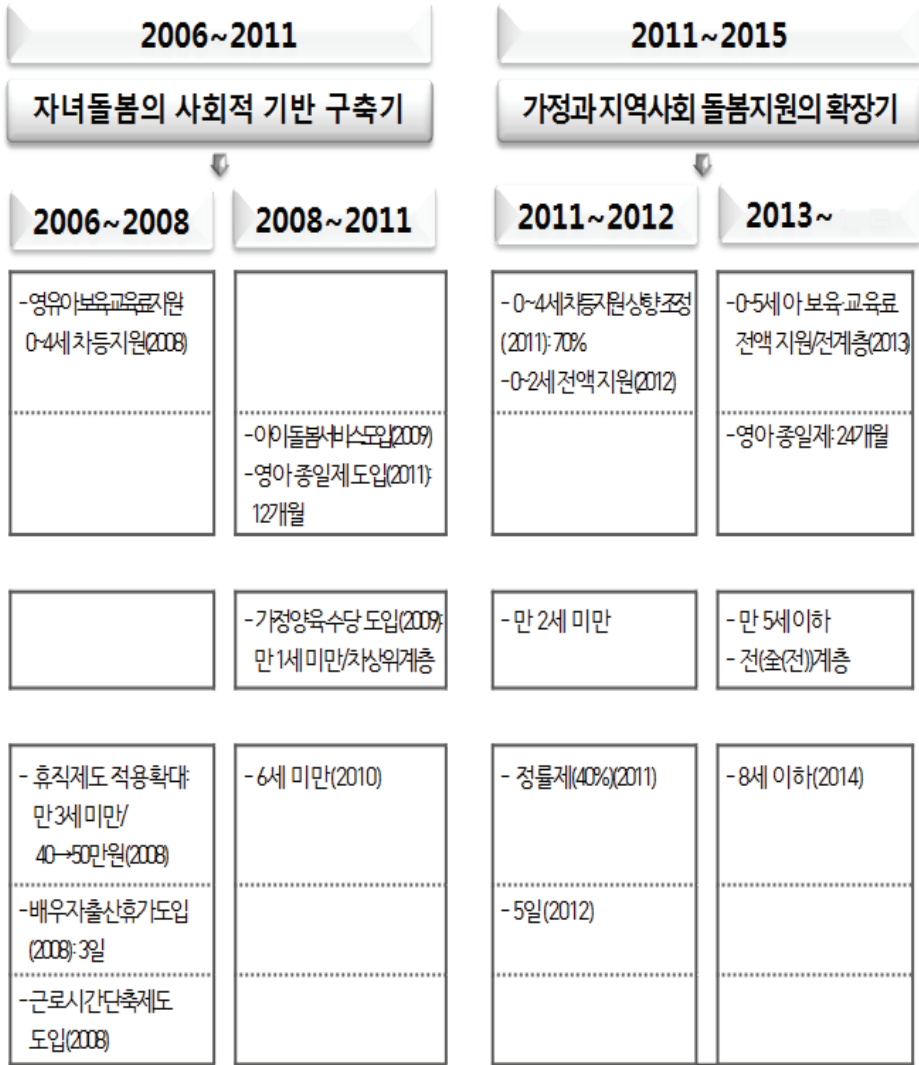 2006~2011
2011~2015
자녀돌봄의 사회적 기반 구축기
가정과 지역사회 돌봄지원의 확장기
2006~2008
2008~2011
2011~2012
2013~
-영유아보육교육료지원:
0~4세 차등지원(2008)
-0~4세차등지원상향조정
(2011): 70%
-0~2세 전액 지원(2012)
-0~5세아 보육·교육료
전액 지원/전계층(2013)
-아이돌봄서비스도입(2009)
-영아 종일제 도입(2011):
12개월
-영아 종일제: 24개월
-가정양육수당 도입(2009):
만 1세 미만/차상위계층
- 만 2세 미만
- 만 5세 이하
- 전(全(전))계층
- 휴직제도 적용확대:
만 3세 미만/
40→50만원(2008)
- 6세 미만(2010)
- 정률제(40%)(2011)
- 8세 이하(2014)
-배우자출산휴가도입
(2008): 3일
- 5일(2012)
-근로시간단축제도
도입(2008)